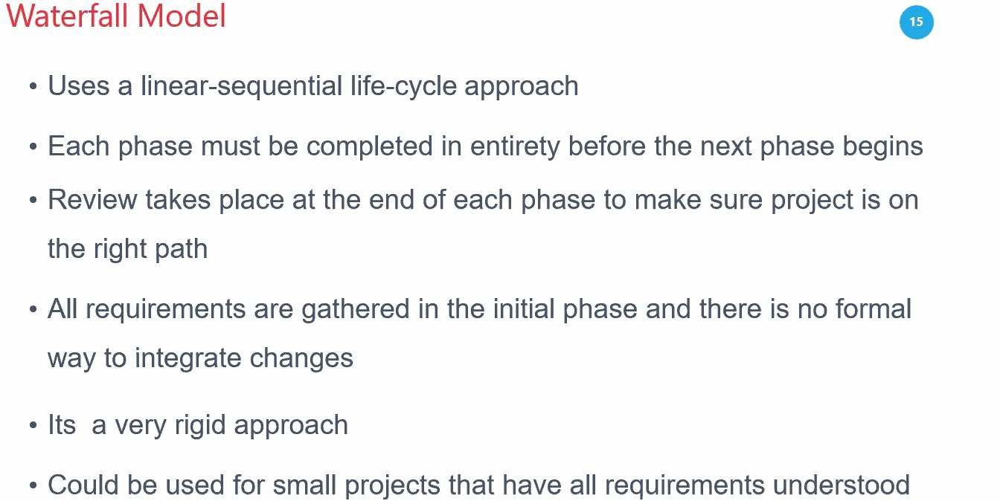 Waterfall Model
15
• Uses a linear-sequential life-cycle approach
• Each phase must be completed in entirety before the next phase begins
• Review takes place at the end of each phase to make sure project is on
the right path
• All requirements are gathered in the initial phase and there is no formal
way to integrate changes
• Its  a very rigid approach
• Could be used for small projects that have all requirements understood